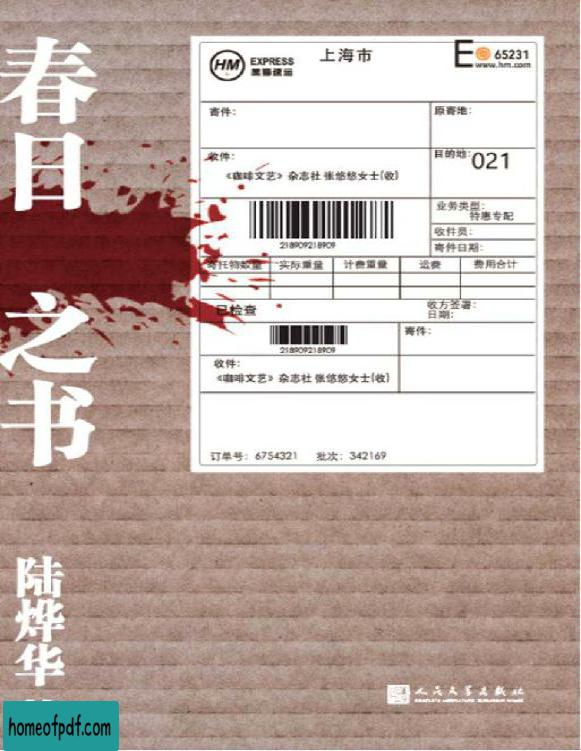 春日之书
陆烨华
HM EXPRESS
上海市
E 65231
www.hm.com
寄件：
原寄地：
收件：
《咖啡文艺》杂志社 张悠悠女士(收)
目的地：021
218909218909
业务类型：
特惠专配
收件员：
寄件日期：
寄托物数量 实际重量 计费重量 运费 费用合计
已检查
收方签署：
日期：
218909218909
寄件：
收件：
《咖啡文艺》杂志社 张悠悠女士(收)
订单号：6754321 批次：342169
人民文学出版社
homeofpdf.com